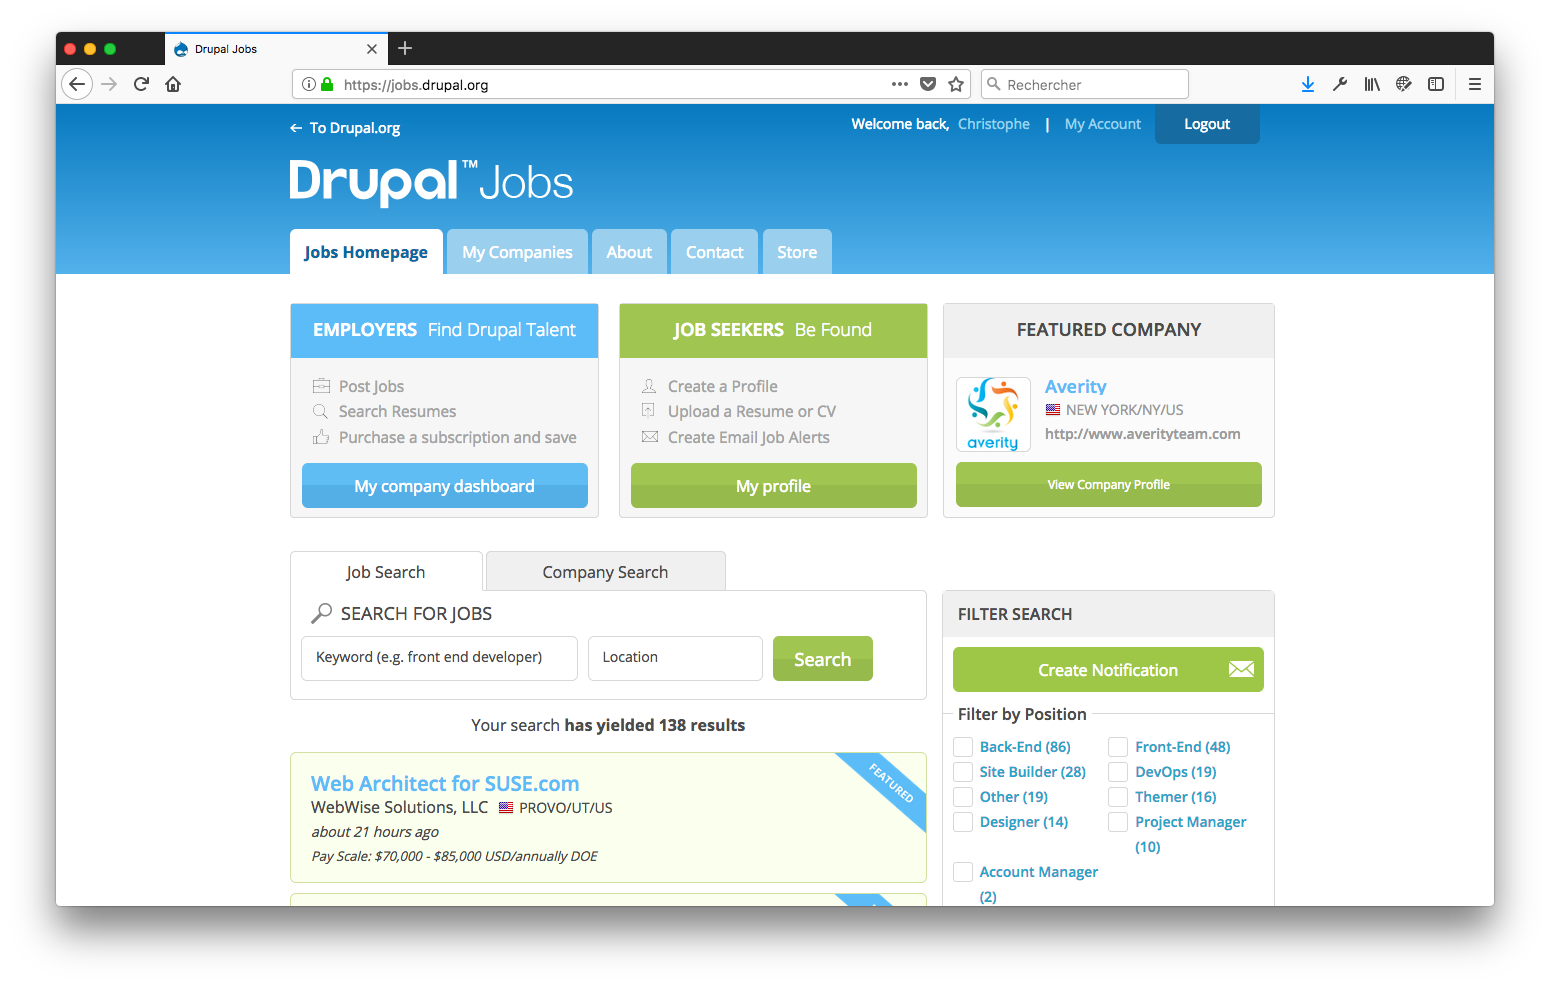 Drupal Jobs
https://jobs.drupal.org
Rechercher
To Drupal.org
Welcome back, Christophe | My Account Logout
Drupal™ Jobs
Jobs Homepage My Companies About Contact Store
EMPLOYERS Find Drupal Talent
Post Jobs
Search Resumes
Purchase a subscription and save
My company dashboard
JOB SEEKERS Be Found
Create a Profile
Upload a Resume or CV
Create Email Job Alerts
My profile
FEATURED COMPANY
averity
Averity
NEW YORK/NY/US
http://www.averityteam.com
View Company Profile
Job Search Company Search
SEARCH FOR JOBS
Keyword (e.g. front end developer) Location Search
Your search has yielded 138 results
Web Architect for SUSE.com
FEATURED
WebWise Solutions, LLC PROVO/UT/US
about 21 hours ago
Pay Scale: $70,000 - $85,000 USD/annually DOE
FILTER SEARCH
Create Notification
Filter by Position
Back-End (86) Front-End (48)
Site Builder (28) DevOps (19)
Other (19) Themer (16)
Designer (14) Project Manager
(10)
Account Manager
(2)